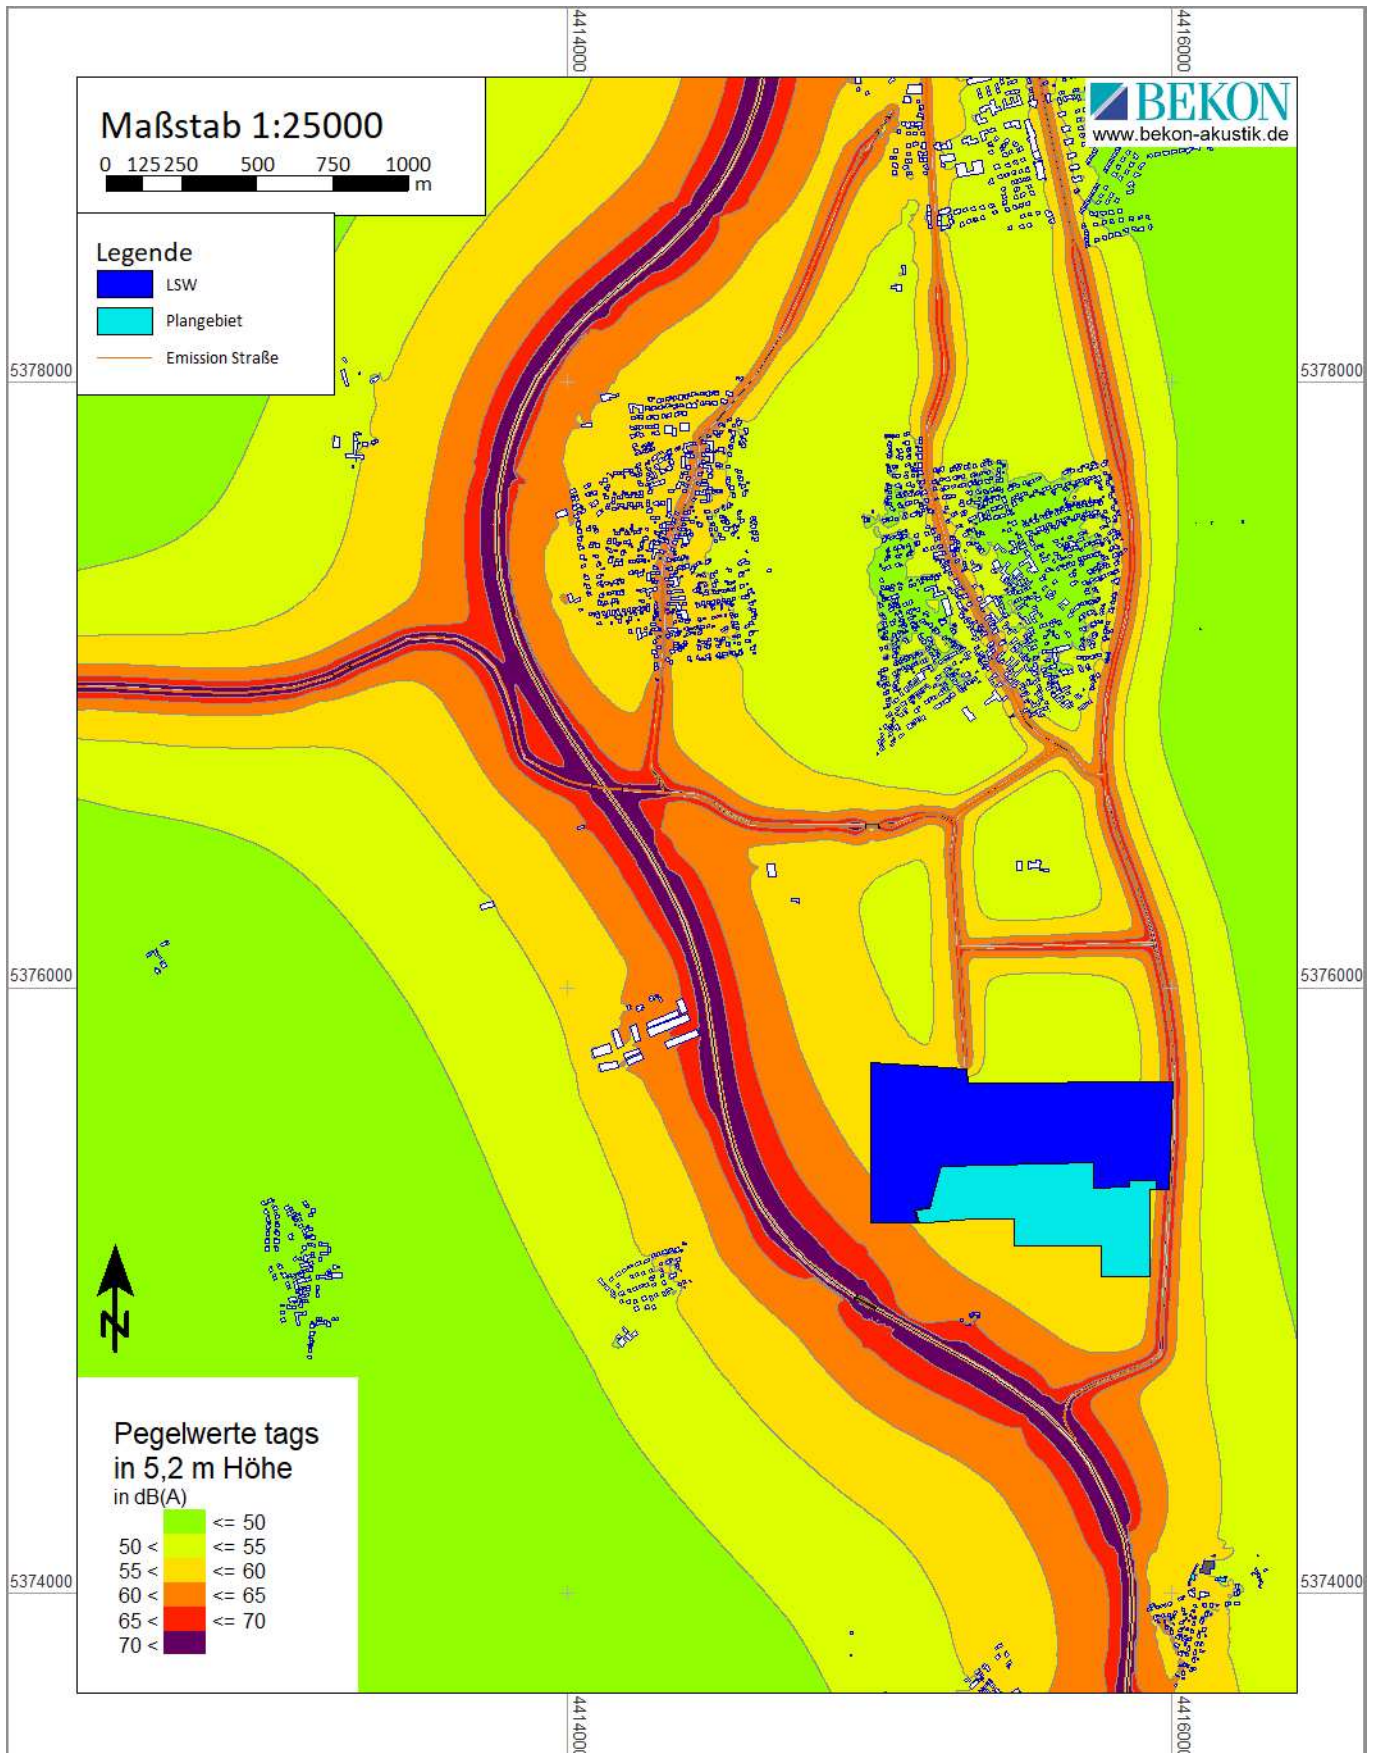 4414000
4416000
Maßstab 1:25000
0 125 250 500 750 1000
m
BEKON
www.bekon-akustik.de
Legende
LSW
Plangebiet
Emission Straße
5378000
5378000
5376000
5376000
N
Pegelwerte tags
in 5,2 m Höhe
in dB(A)
<= 50
50 < <= 55
55 < <= 60
60 < <= 65
65 < <= 70
70 <
5374000
5374000
4414000
4416000